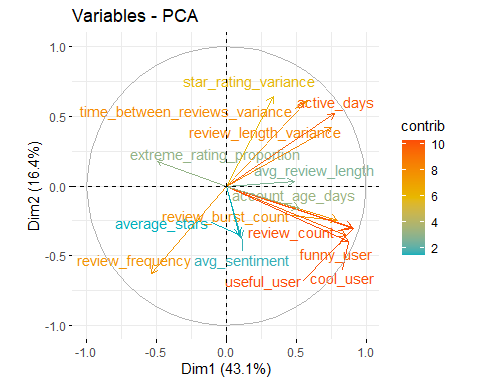 Variables - PCA
1.0
star_rating_variance
active_days
time_between_reviews_variance
0.5
review_length_variance
extreme_rating_proportion
avg_review_length
0.0
account_age_days
review_burst_count
average_stars
review_count
-0.5
review_frequency
avg_sentiment
funny_user
useful_user
cool_user
-1.0
-1.0 -0.5 0.0 0.5 1.0
Dim1 (43.1%)
Dim2 (16.4%)
contrib
10
8
6
4
2